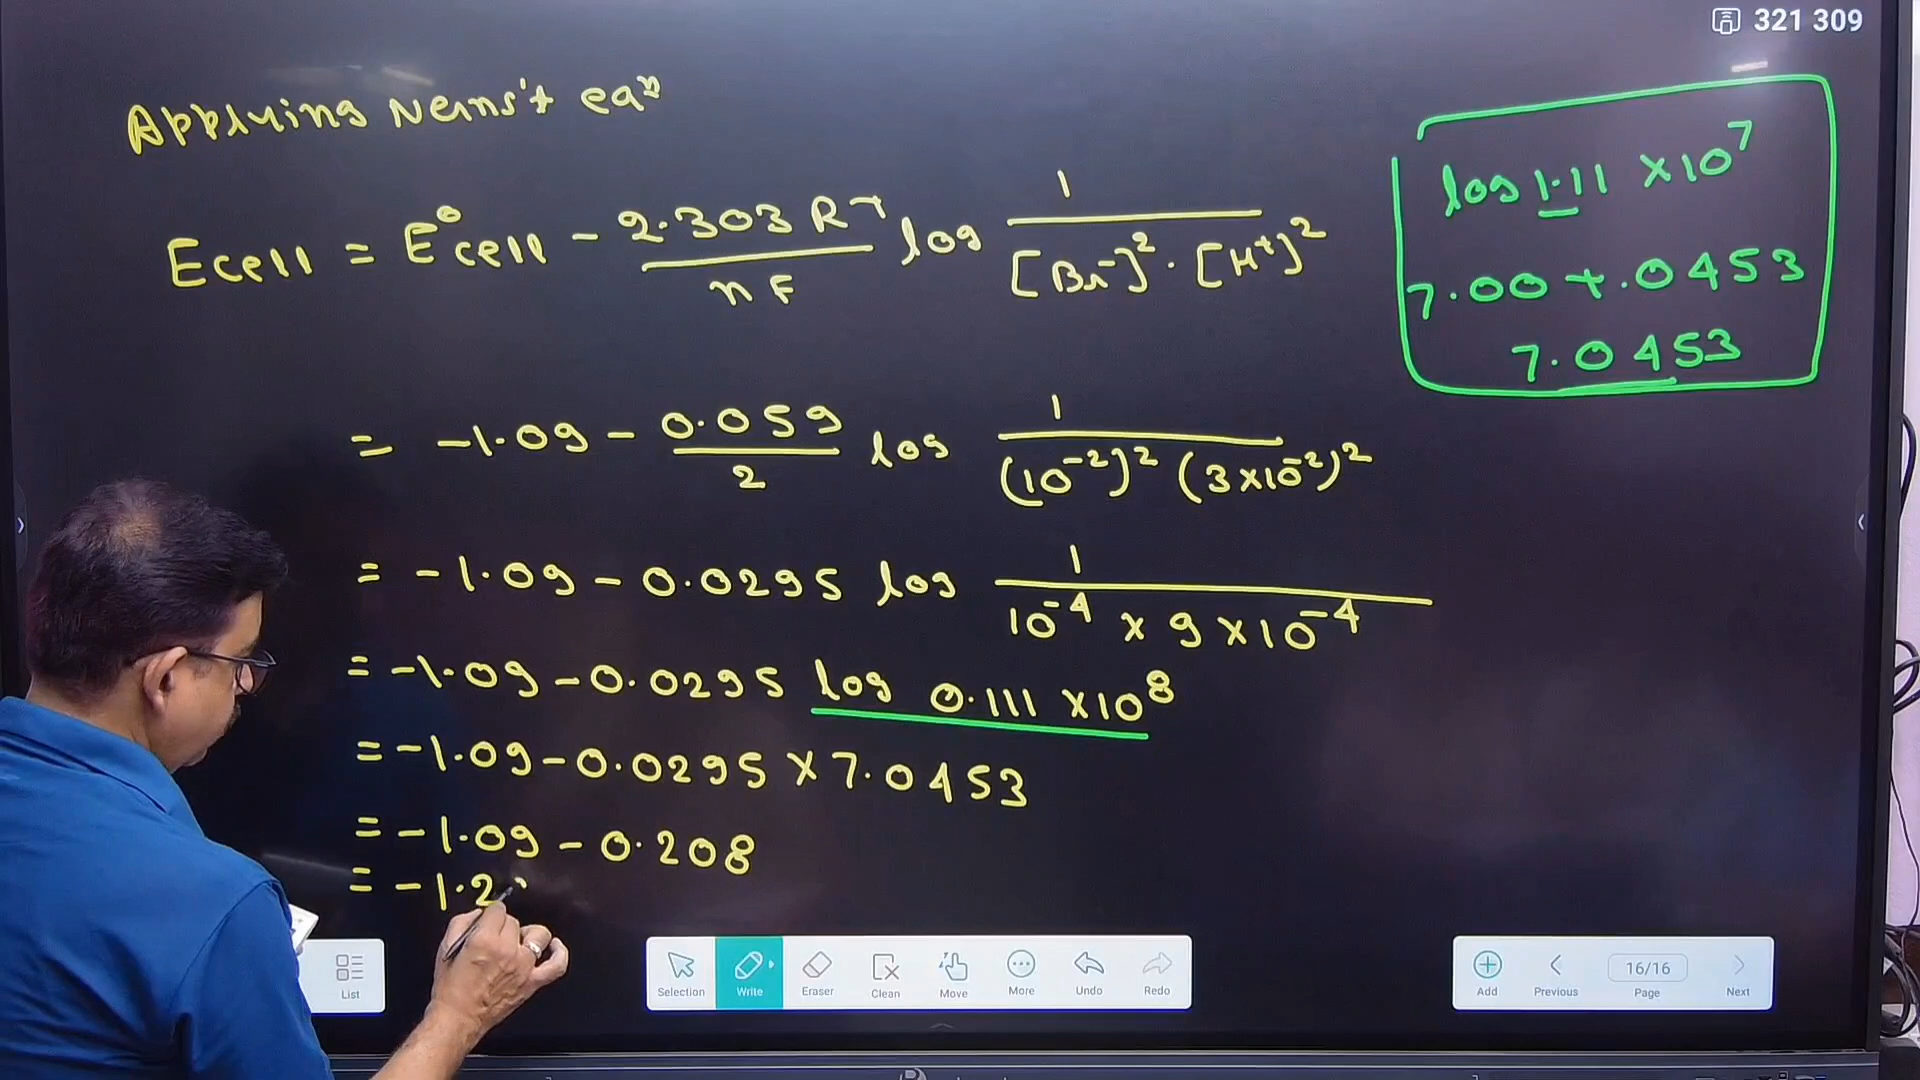 321 309
Applying Nernst eqn
Ecell = E°cell - 2.303 RT / nF log 1 / [Br-]² · [H+]²
log 1.11 × 10⁷
7.00 + .0453
7.0453
= -1.09 - 0.059 / 2 log 1 / (10⁻²)² (3×10⁻²)²
= -1.09 - 0.0295 log 1 / 10⁻⁴ × 9 × 10⁻⁴
= -1.09 - 0.0295 log 0.111 × 10⁸
= -1.09 - 0.0295 × 7.0453
= -1.09 - 0.208
= -1.2
List
Selection Write Eraser Clean Move More Undo Redo
Add Previous 16/16 Page Next